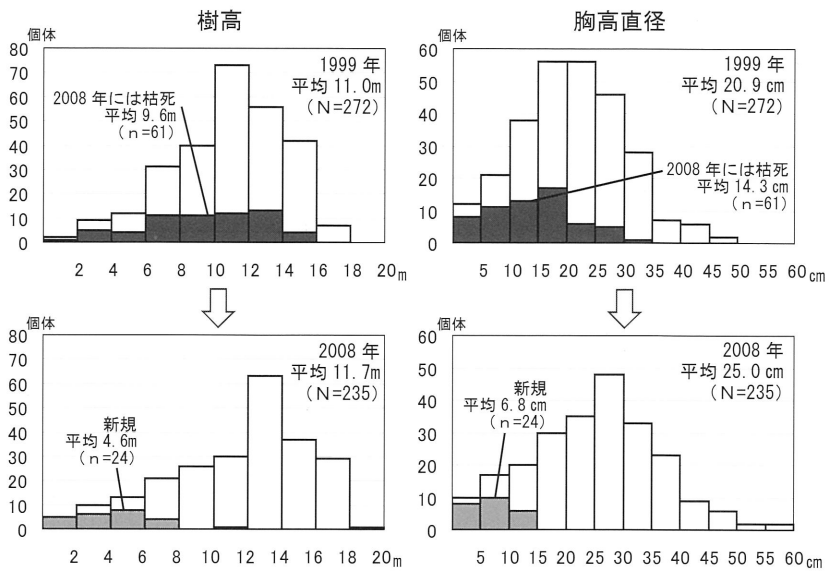 樹高
個体
80
70
60
50
40
30
20
10
0
1999 年
平均 11.0m
(N=272)
2008 年には枯死
平均 9.6m
(n=61)
2 4 6 8 10 12 14 16 18 20 m
胸高直径
60
50
40
30
20
10
0
1999 年
平均 20.9 cm
(N=272)
2008 年には枯死
平均 14.3 cm
(n=61)
5 10 15 20 25 30 35 40 45 50 55 60 cm
個体
80
70
60
50
40
30
20
10
0
2008 年
平均 11.7m
(N=235)
新規
平均 4.6m
(n=24)
2 4 6 8 10 12 14 16 18 20 m
個体
60
50
40
30
20
10
0
2008 年
平均 25.0 cm
(N=235)
新規
平均 6.8 cm
(n=24)
5 10 15 20 25 30 35 40 45 50 55 60 cm